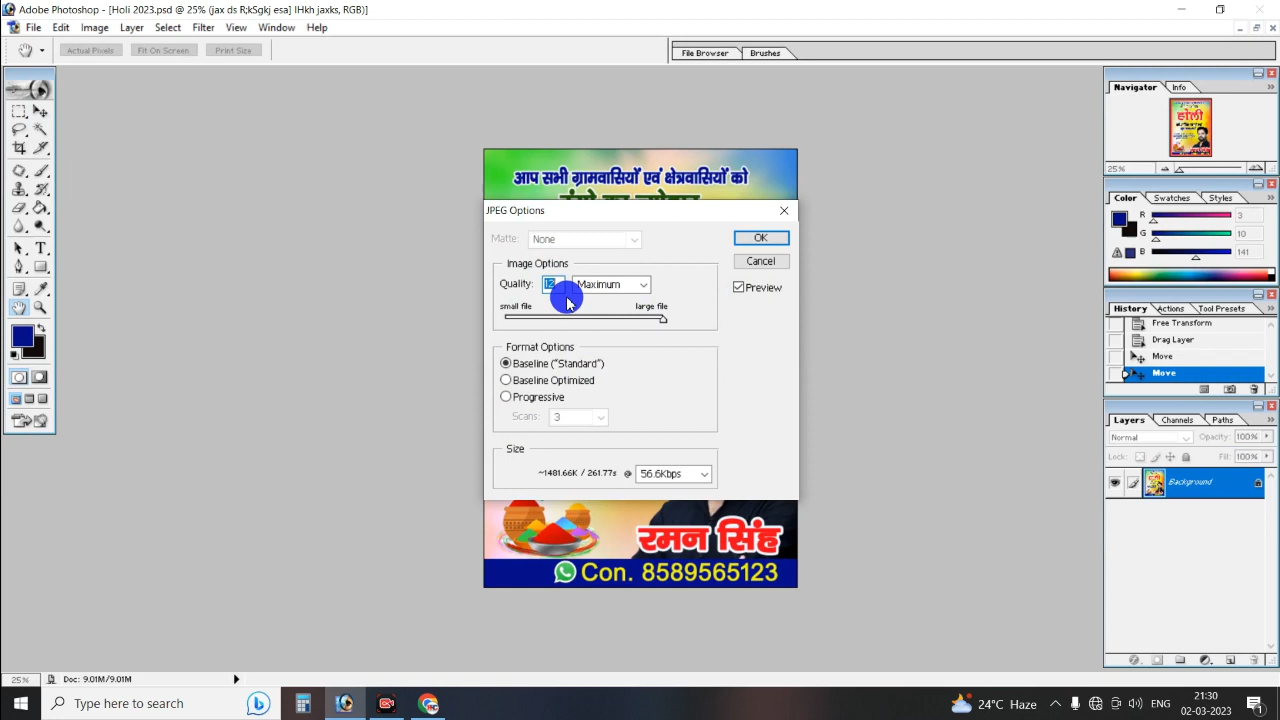 Adobe Photoshop - [Holi 2023.psd @ 25% (jax ds R;kSgkj esa] lHkh jaxks, RGB)]
File Edit Image Layer Select Filter View Window Help
Actual Pixels Fit On Screen Print Size File Browser Brushes
Navigator Info
होली
25%
Color Swatches Styles
R 3
G 10
B 141
History Actions Tool Presets
Free Transform
Drag Layer
Move
Move
Layers Channels Paths
Normal Opacity: 100%
Lock: Fill: 100%
Background
आप सभी ग्रामवासियों एवं क्षेत्रवासियों को
JPEG Options
Matte: None OK
Image Options Cancel
Quality: 12 Maximum Preview
small file large file
Format Options
Baseline ("Standard")
Baseline Optimized
Progressive
Scans: 3
Size
~1481.66K / 261.77s @ 56.6Kbps
रमन सिंह
Con. 8589565123
25% Doc: 9.01M/9.01M
Type here to search 24°C Haze ENG 21:30
02-03-2023 1